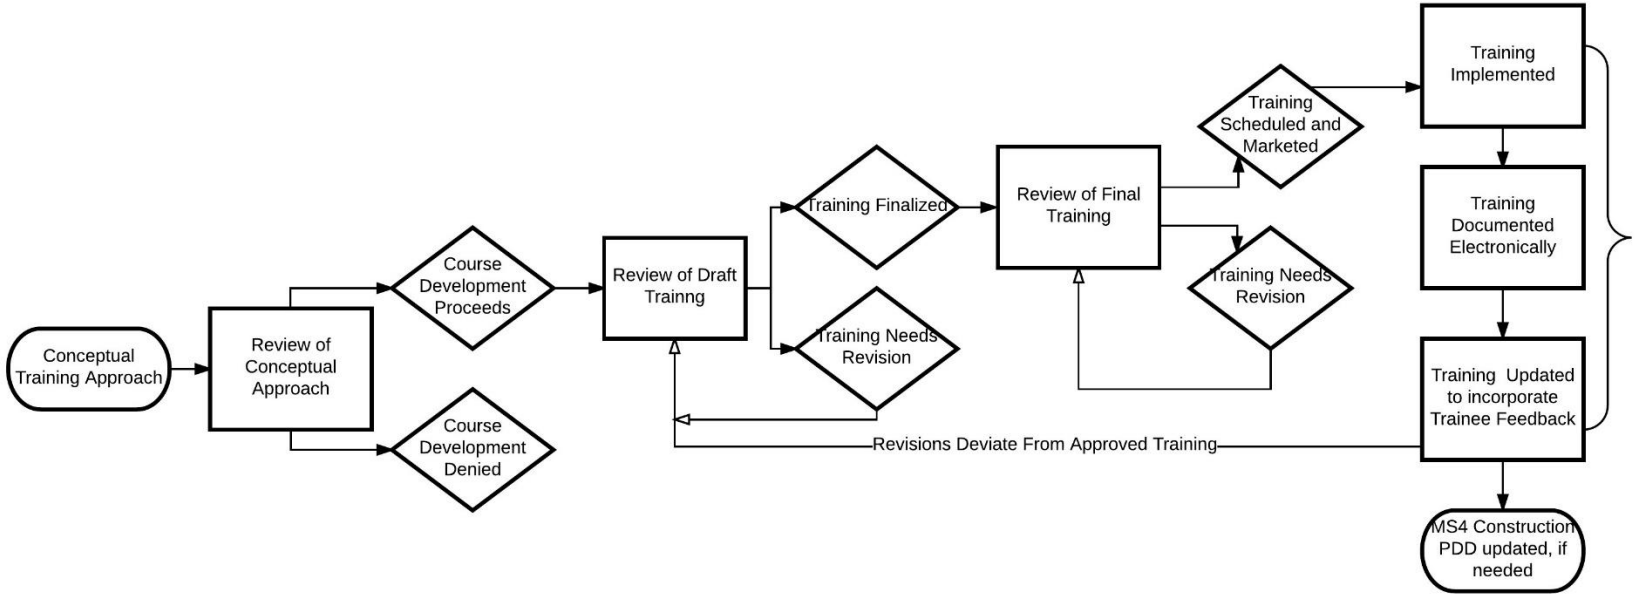 Conceptual
Training Approach
Review of
Conceptual
Approach
Course
Development
Proceeds
Course
Development
Denied
Review of Draft
Trainng
Training Finalized
Training Needs
Revision
Review of Final
Training
Training
Scheduled and
Marketed
Training Needs
Revision
Training
Implemented
Training
Documented
Electronically
Training Updated
to incorporate
Trainee Feedback
Revisions Deviate From Approved Training
MS4 Construction
PDD updated, if
needed